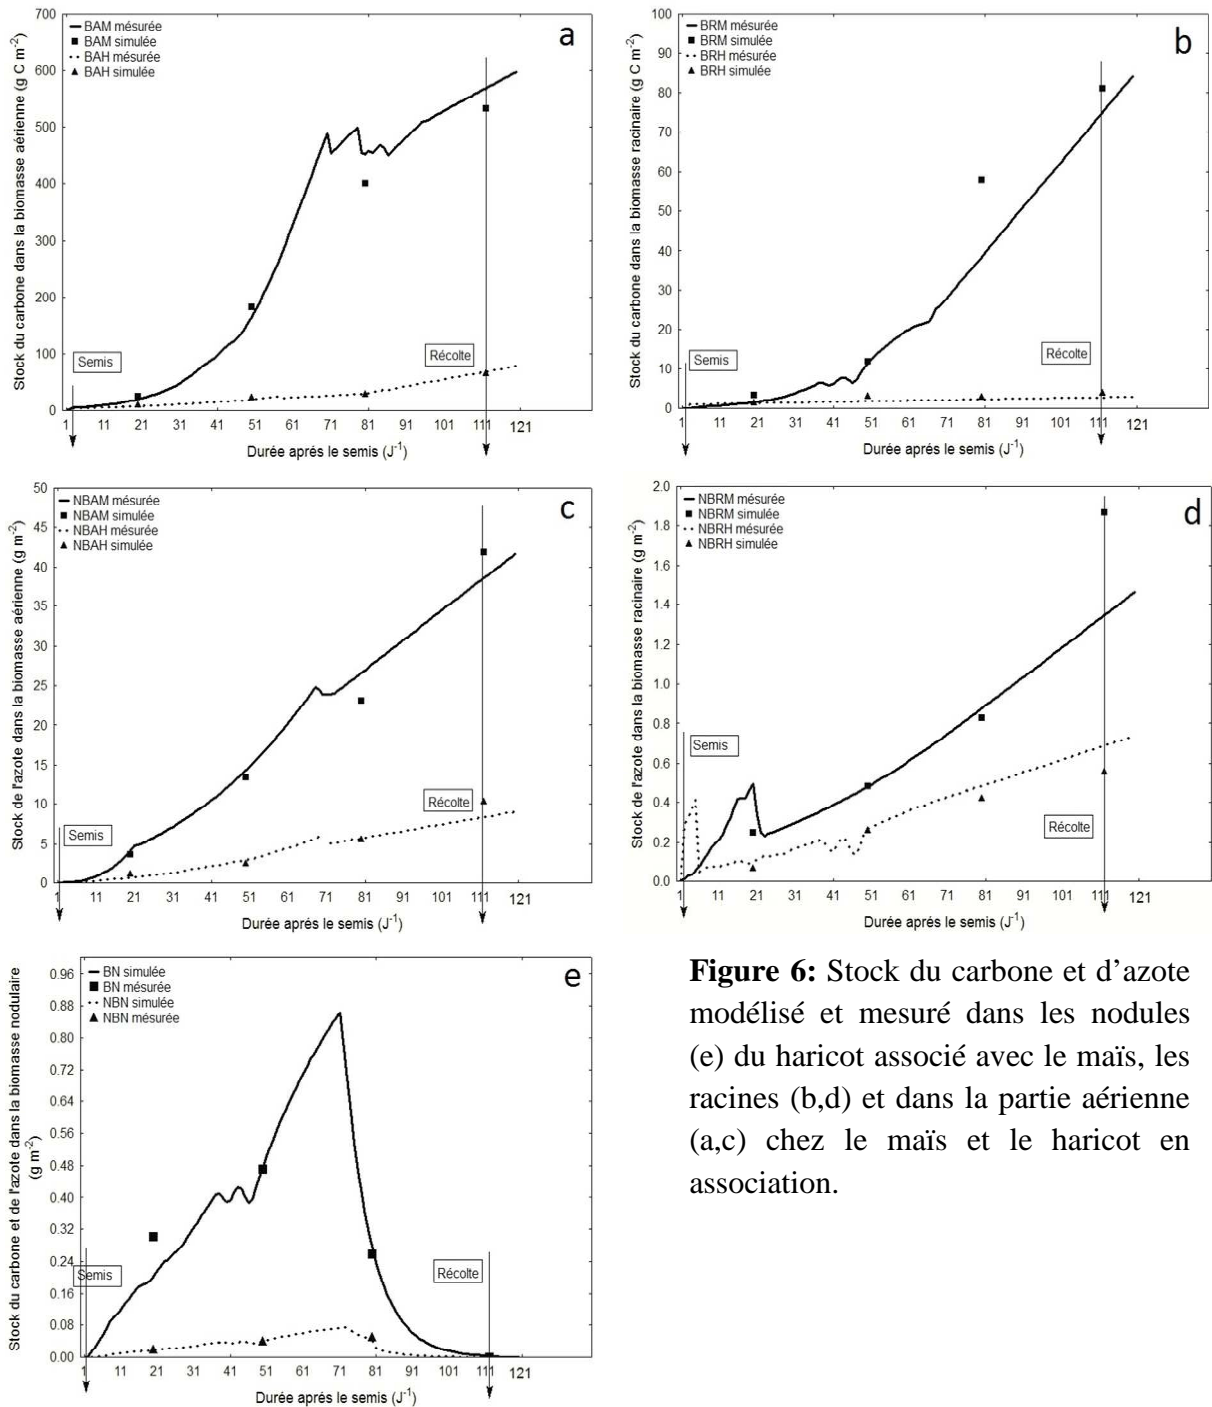 a
BAM mésurée
BAM simulée
BAH mésurée
BAH simulée
Stock du carbone dans la biomasse aérienne (g C m-2)
700
600
500
400
300
200
100
0
Semis
Récolte
1 11 21 31 41 51 61 71 81 91 101 111 121
Durée aprés le semis (J-1)
b
BRM mésurée
BRM simulée
BRH mésurée
BRH simulée
Stock du carbone dans la biomasse racinaire (g C m-2)
100
90
80
70
60
50
40
30
20
10
0
Semis
Récolte
1 11 21 31 41 51 61 71 81 91 101 111 121
Durée aprés le semis (J-1)
c
NBAM mésurée
NBAM simulée
NBAH mésurée
NBAH simulée
Stock de l'azote dans la biomasse aérienne (g m-2)
50
45
40
35
30
25
20
15
10
5
0
Semis
Récolte
1 11 21 31 41 51 61 71 81 91 101 111 121
Durée aprés le semis (J-1)
d
NBRM mésurée
NBRM simulée
NBRH mésurée
NBRH simulée
Stock de l'azote dans la biomasse racinaire (g m-2)
2.0
1.8
1.6
1.4
1.2
1.0
0.8
0.6
0.4
0.2
0.0
Semis
Récolte
1 11 21 31 41 51 61 71 81 91 101 111 121
Durée aprés le semis (J-1)
e
BN simulée
BN mésurée
NBN simulée
NBN mésurée
Stock du carbone et de l'azote dans la biomasse nodulaire
(g m-2)
0.96
0.88
0.80
0.72
0.64
0.56
0.48
0.40
0.32
0.24
0.16
0.08
0.00
Semis
Récolte
1 11 21 31 41 51 61 71 81 91 101 111 121
Durée aprés le semis (J-1)
Figure 6: Stock du carbone et d'azote
modélisé et mesuré dans les nodules
(e) du haricot associé avec le maïs, les
racines (b,d) et dans la partie aérienne
(a,c) chez le maïs et le haricot en
association.